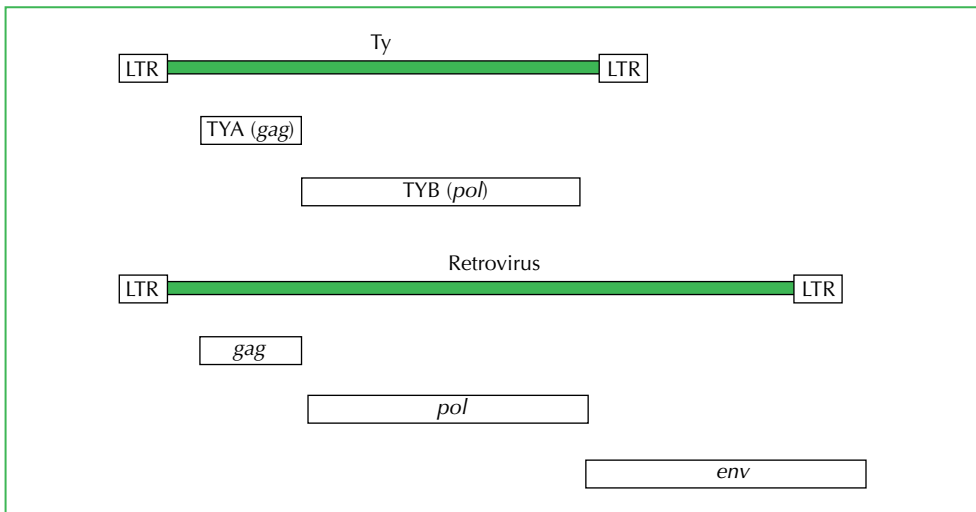 Ty
LTR LTR
TYA (gag)
TYB (pol)
Retrovirus
LTR LTR
gag
pol
env